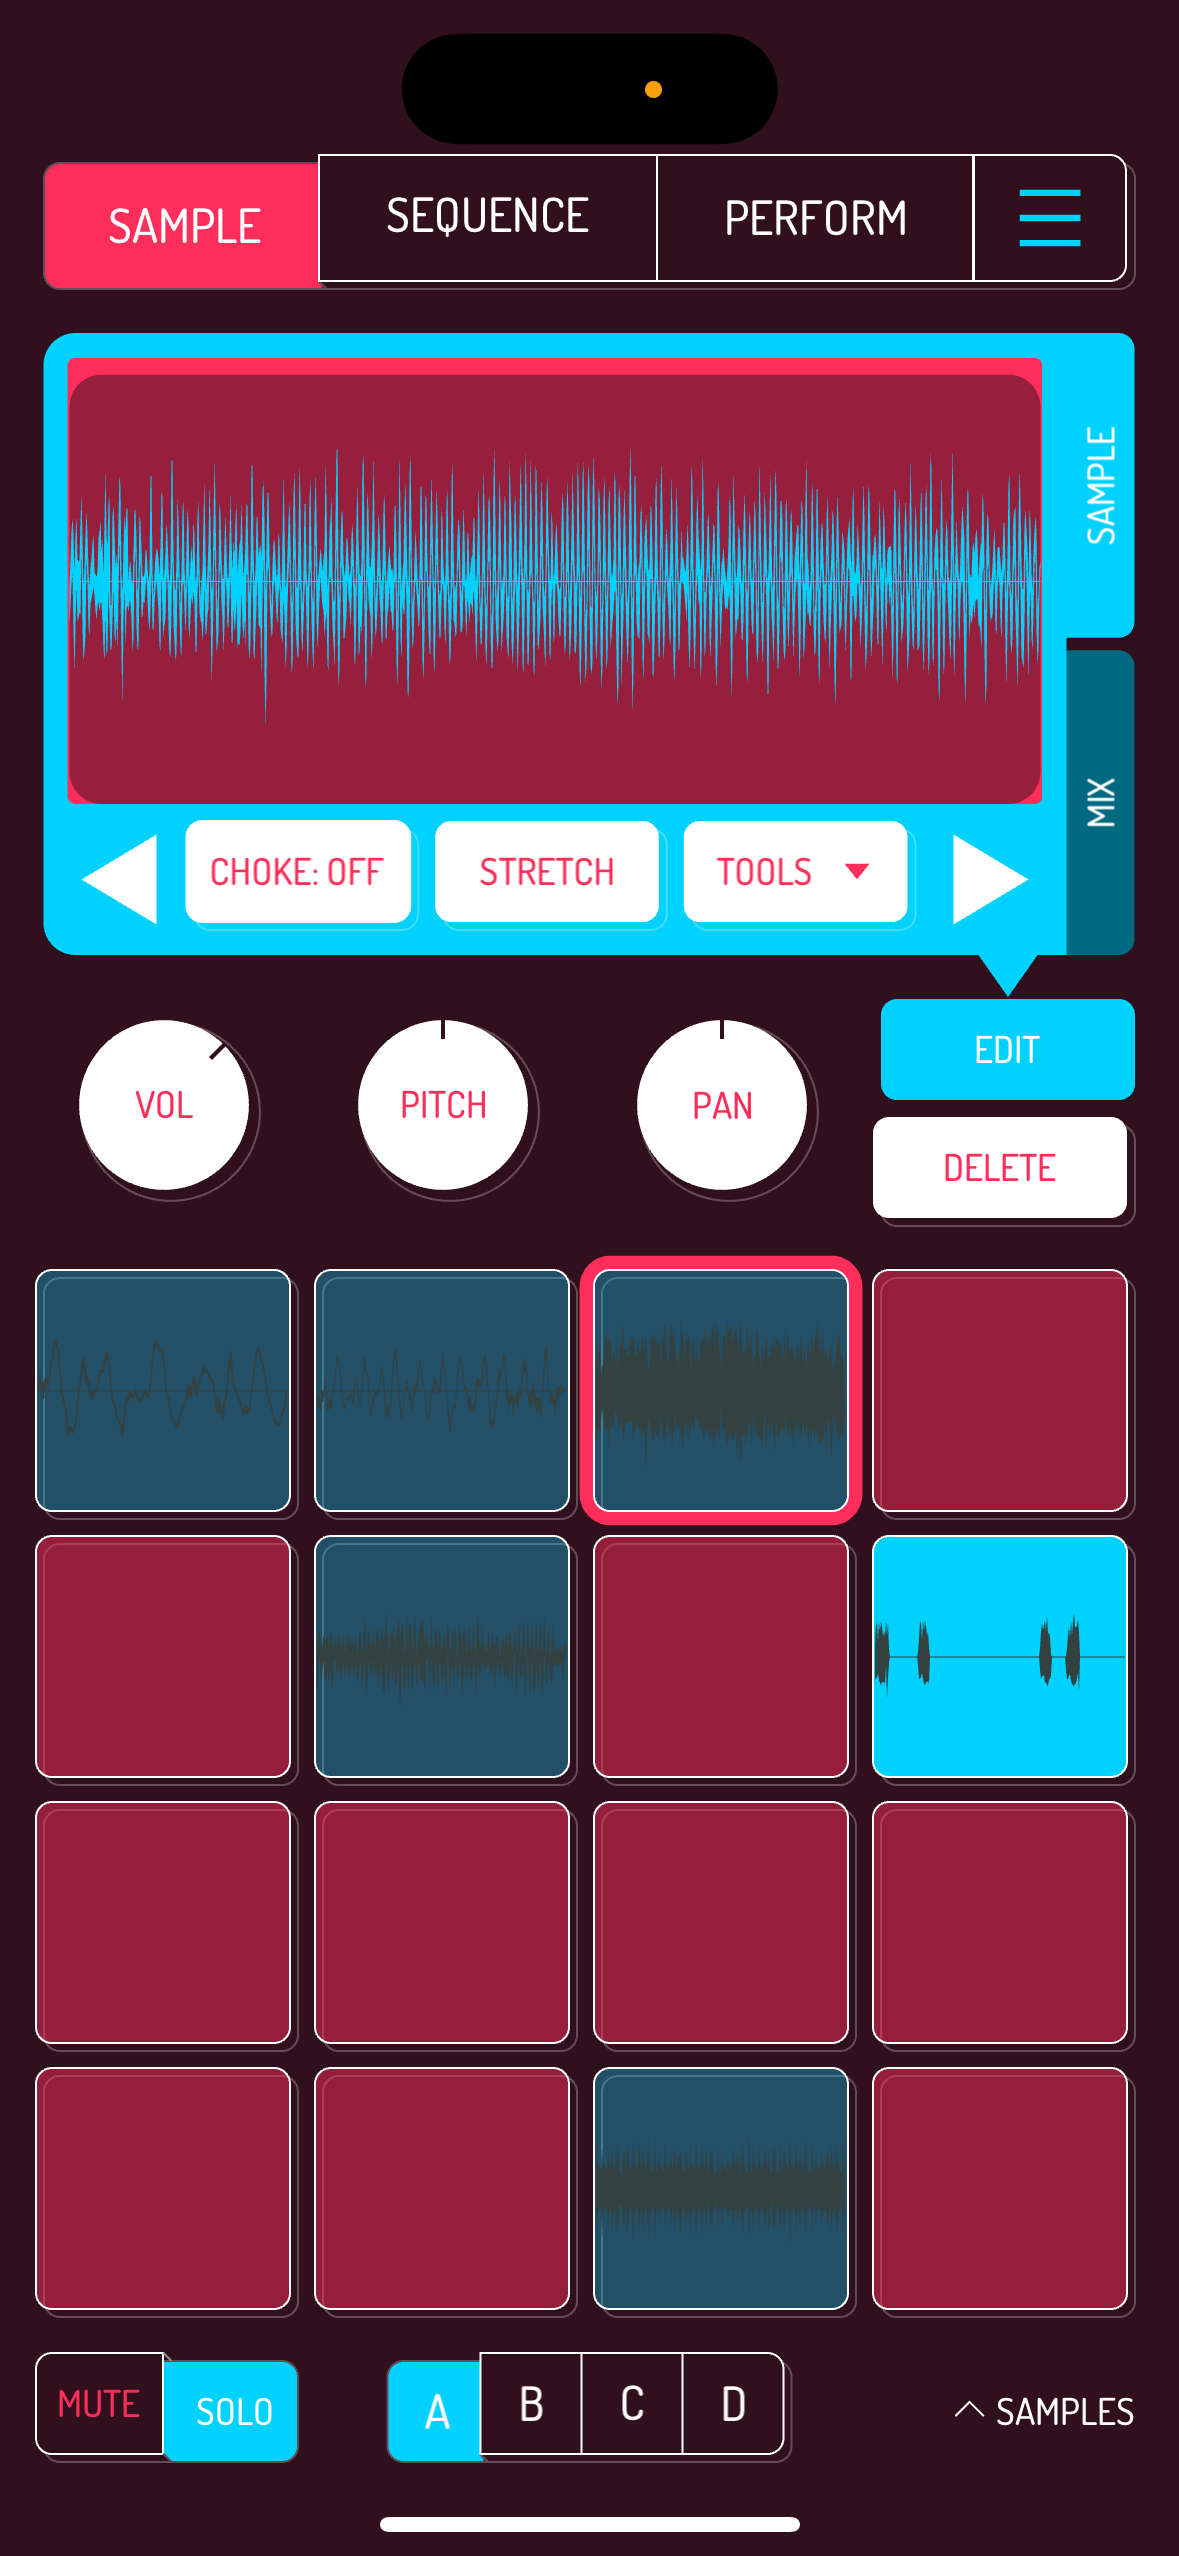 SAMPLE
SEQUENCE
PERFORM
SAMPLE
MIX
CHOKE: OFF
STRETCH
TOOLS
VOL
PITCH
PAN
EDIT
DELETE
MUTE
SOLO
A
B
C
D
SAMPLES